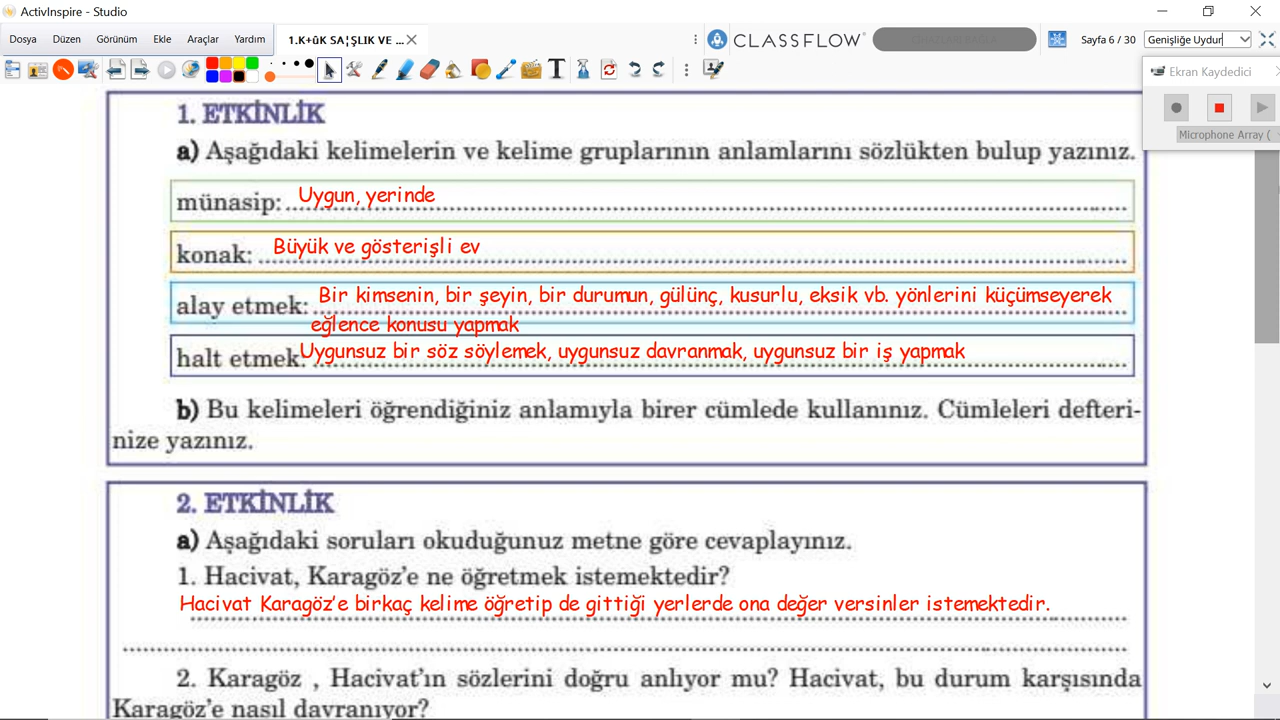 ActivInspire - Studio
Dosya Düzen Görünüm Ekle Araçlar Yardım 1.K+ûK SA¦ŞLIK VE ... CLASSFLOW Sayfa 6 / 30 Genişliğe Uydur
Ekran Kaydedici
Microphone Array (
1. ETKİNLİK
a) Aşağıdaki kelimelerin ve kelime gruplarının anlamlarını sözlükten bulup yazınız.
münasip: Uygun, yerinde
konak: Büyük ve gösterişli ev
alay etmek: Bir kimsenin, bir şeyin, bir durumun, gülünç, kusurlu, eksik vb. yönlerini küçümseyerek
eğlence konusu yapmak
halt etmek: Uygunsuz bir söz söylemek, uygunsuz davranmak, uygunsuz bir iş yapmak
b) Bu kelimeleri öğrendiğiniz anlamıyla birer cümlede kullanınız. Cümleleri defteri-
nize yazınız.
2. ETKİNLİK
a) Aşağıdaki soruları okuduğunuz metne göre cevaplayınız.
1. Hacivat, Karagöz'e ne öğretmek istemektedir?
Hacivat Karagöz'e birkaç kelime öğretip de gittiği yerlerde ona değer versinler istemektedir.
2. Karagöz , Hacivat'ın sözlerini doğru anlıyor mu? Hacivat, bu durum karşısında
Karagöz'e nasıl davranıyor?